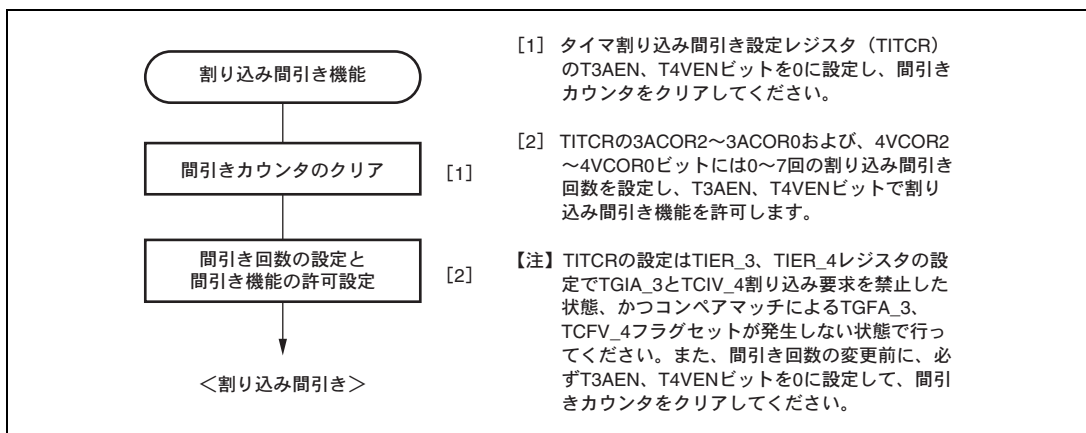 割り込み間引き機能
間引きカウンタのクリア
[1]
間引き回数の設定と
間引き機能の許可設定
[2]
＜割り込み間引き＞
[1] タイマ割り込み間引き設定レジスタ（TITCR）
のT3AEN、T4VENビットを0に設定し、間引き
カウンタをクリアしてください。
[2] TITCRの3ACOR2～3ACOR0および、4VCOR2
～4VCOR0ビットには0～7回の割り込み間引き
回数を設定し、T3AEN、T4VENビットで割り
込み間引き機能を許可します。
【注】TITCRの設定はTIER_3、TIER_4レジスタの設
定でTGIA_3とTCIV_4割り込み要求を禁止した
状態、かつコンペアマッチによるTGFA_3、
TCFV_4フラグセットが発生しない状態で行っ
てください。また、間引き回数の変更前に、必
ずT3AEN、T4VENビットを0に設定して、間引
きカウンタをクリアしてください。